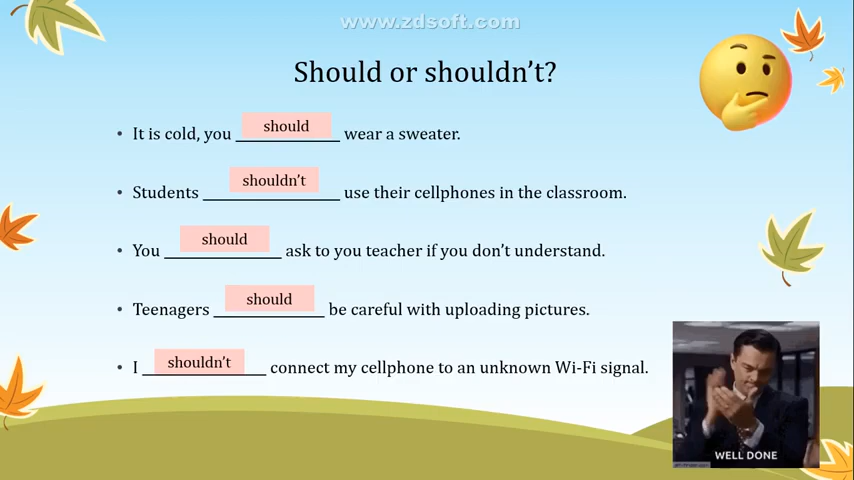 www.zdsoft.com
Should or shouldn’t?
• It is cold, you should wear a sweater.
• Students shouldn’t use their cellphones in the classroom.
• You should ask to you teacher if you don’t understand.
• Teenagers should be careful with uploading pictures.
• I shouldn’t connect my cellphone to an unknown Wi-Fi signal.
WELL DONE